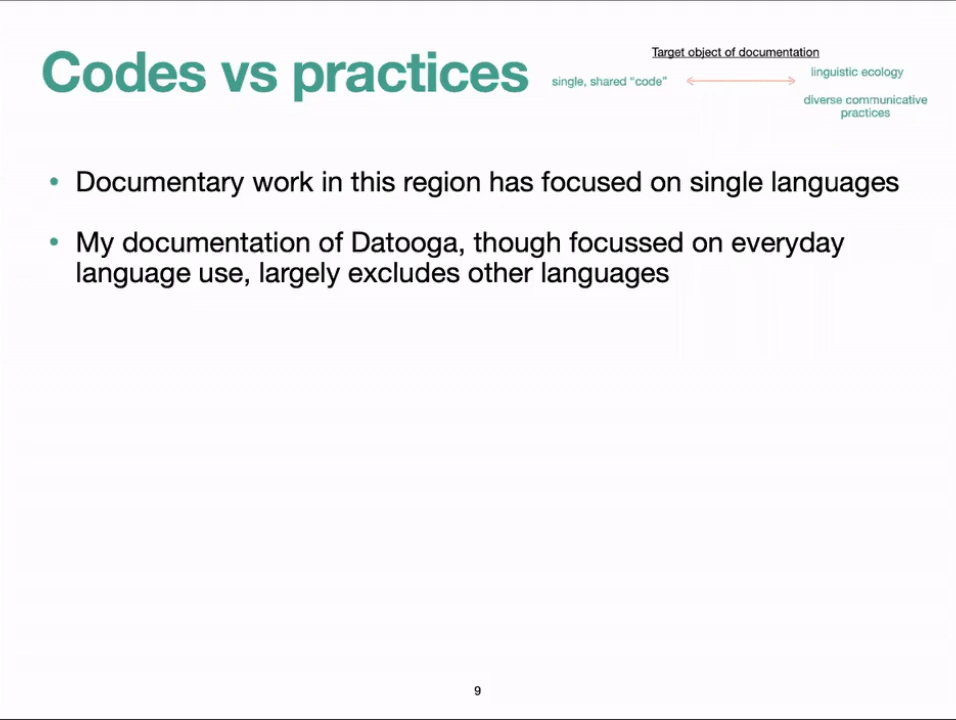 Codes vs practices
Target object of documentation
single, shared “code”
linguistic ecology
diverse communicative
practices
• Documentary work in this region has focused on single languages
• My documentation of Datooga, though focussed on everyday
language use, largely excludes other languages
9